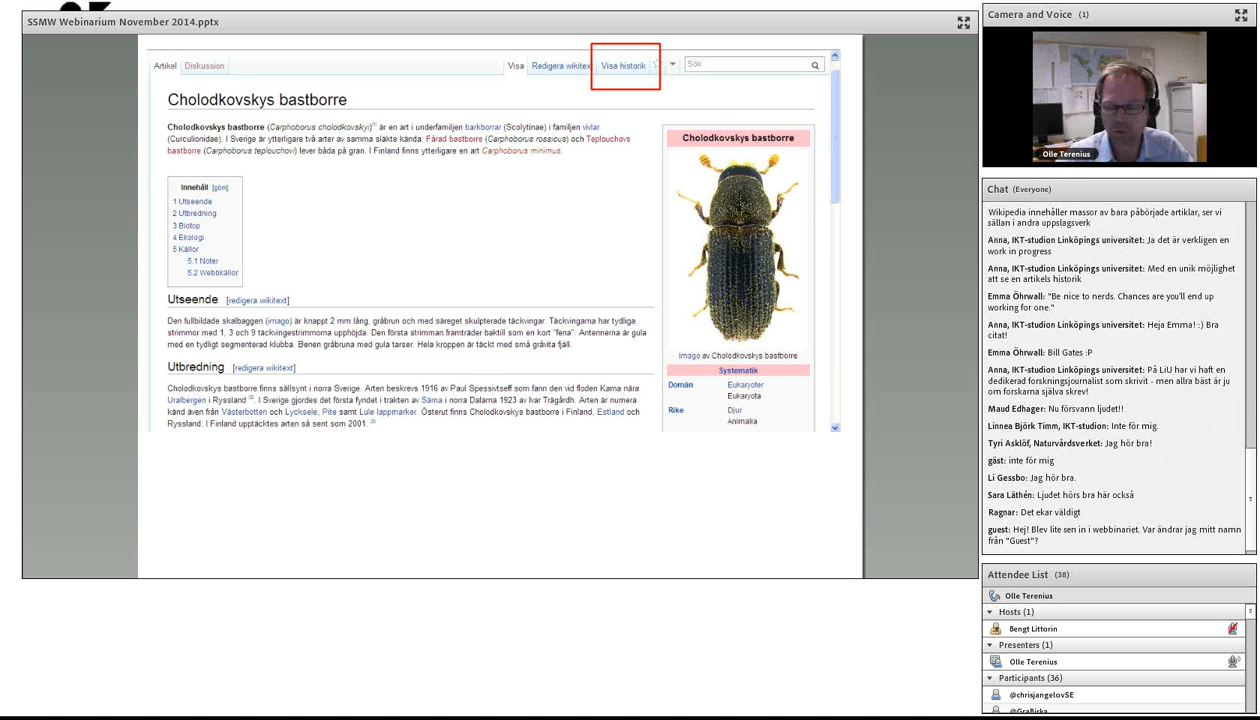 SSMW Webinarium November 2014.pptx
Artikel Diskussion Visa Redigera wikitext Visa historik Sök
Cholodkovskys bastborre
Cholodkovskys bastborre (Carphoborus cholodkovskyi)[1] är en art i underfamiljen barkborrar (Scolytinae) i familjen vivlar
(Curculionidae). I Sverige är ytterligare två arter av samma släkte kända: Fårad bastborre (Carphoborus rossicus) och Teplouchovs
bastborre (Carphoborus teplouchovi) lever båda på gran. I Finland finns ytterligare en art Carphoborus minimus.
Innehåll [göm]
1 Utseende
2 Utbredning
3 Biotop
4 Ekologi
5 Källor
5.1 Noter
5.2 Webbkällor
Utseende [redigera wikitext]
Den fullbildade skalbaggen (imago) är knappt 2 mm lång, gråbrun och med säreget skulpterade täckvingar. Täckvingarna har tydliga
strimmor med 1, 3 och 9 täckvingestrimmorna upphöjda. Den första strimman framträder baktill som en kort "fena". Antennerna är gula
med en tydligt segmenterad klubba. Benen gråbruna med gula tarser. Hela kroppen är täckt med små gråvita fjäll.
Utbredning [redigera wikitext]
Cholodkovskys bastborre finns sällsynt i norra Sverige. Arten beskrevs 1916 av Paul Spessivtseff som fann den vid floden Kama nära
Uralbergen i Ryssland [2]. I Sverige gjordes det första fyndet i trakten av Särna i norra Dalarna 1923 av Ivar Trägårdh. Arten är numera
känd även från Västerbotten och Lycksele, Pite samt Lule lappmarker. Österut finns Cholodkovskys bastborre i Finland, Estland och
Ryssland. I Finland upptäcktes arten så sent som 2001. [3]
Cholodkovskys bastborre
Imago av Cholodkovskys bastborre
Systematik
Domän Eukaryoter
Eukaryota
Rike Djur
Animalia
Camera and Voice (1)
Olle Terenius
Chat (Everyone)
Wikipedia innehåller massor av bara påbörjade artiklar, ser vi
sällan i andra uppslagsverk
Anna, IKT-studion Linköpings universitet: Ja det är verkligen en
work in progress
Anna, IKT-studion Linköpings universitet: Med en unik möjlighet
att se en artikels historik
Emma Öhrwall: "Be nice to nerds. Chances are you'll end up
working for one."
Anna, IKT-studion Linköpings universitet: Heja Emma! :) Bra
citat!
Emma Öhrwall: Bill Gates :P
Anna, IKT-studion Linköpings universitet: På LiU har vi haft en
dedikerad forskningsjournalist som skrivit - men allra bäst är ju
om forskarna själva skrev!
Maud Edhager: Nu försvann ljudet!!
Linnea Björk Timm, IKT-studion: Inte för mig.
Tyri Asklöf, Naturvårdsverket: Jag hör bra!
gäst: inte för mig
Li Gessbo: Jag hör bra.
Sara Läthén: Ljudet hörs bra här också
Ragnar: Det ekar väldigt
guest: Hej! Blev lite sen in i webbinariet. Var ändrar jag mitt namn
från "Guest"?
Attendee List (38)
Olle Terenius
Hosts (1)
Bengt Littorin
Presenters (1)
Olle Terenius
Participants (36)
@chrisjangelovSE
@GraBirka